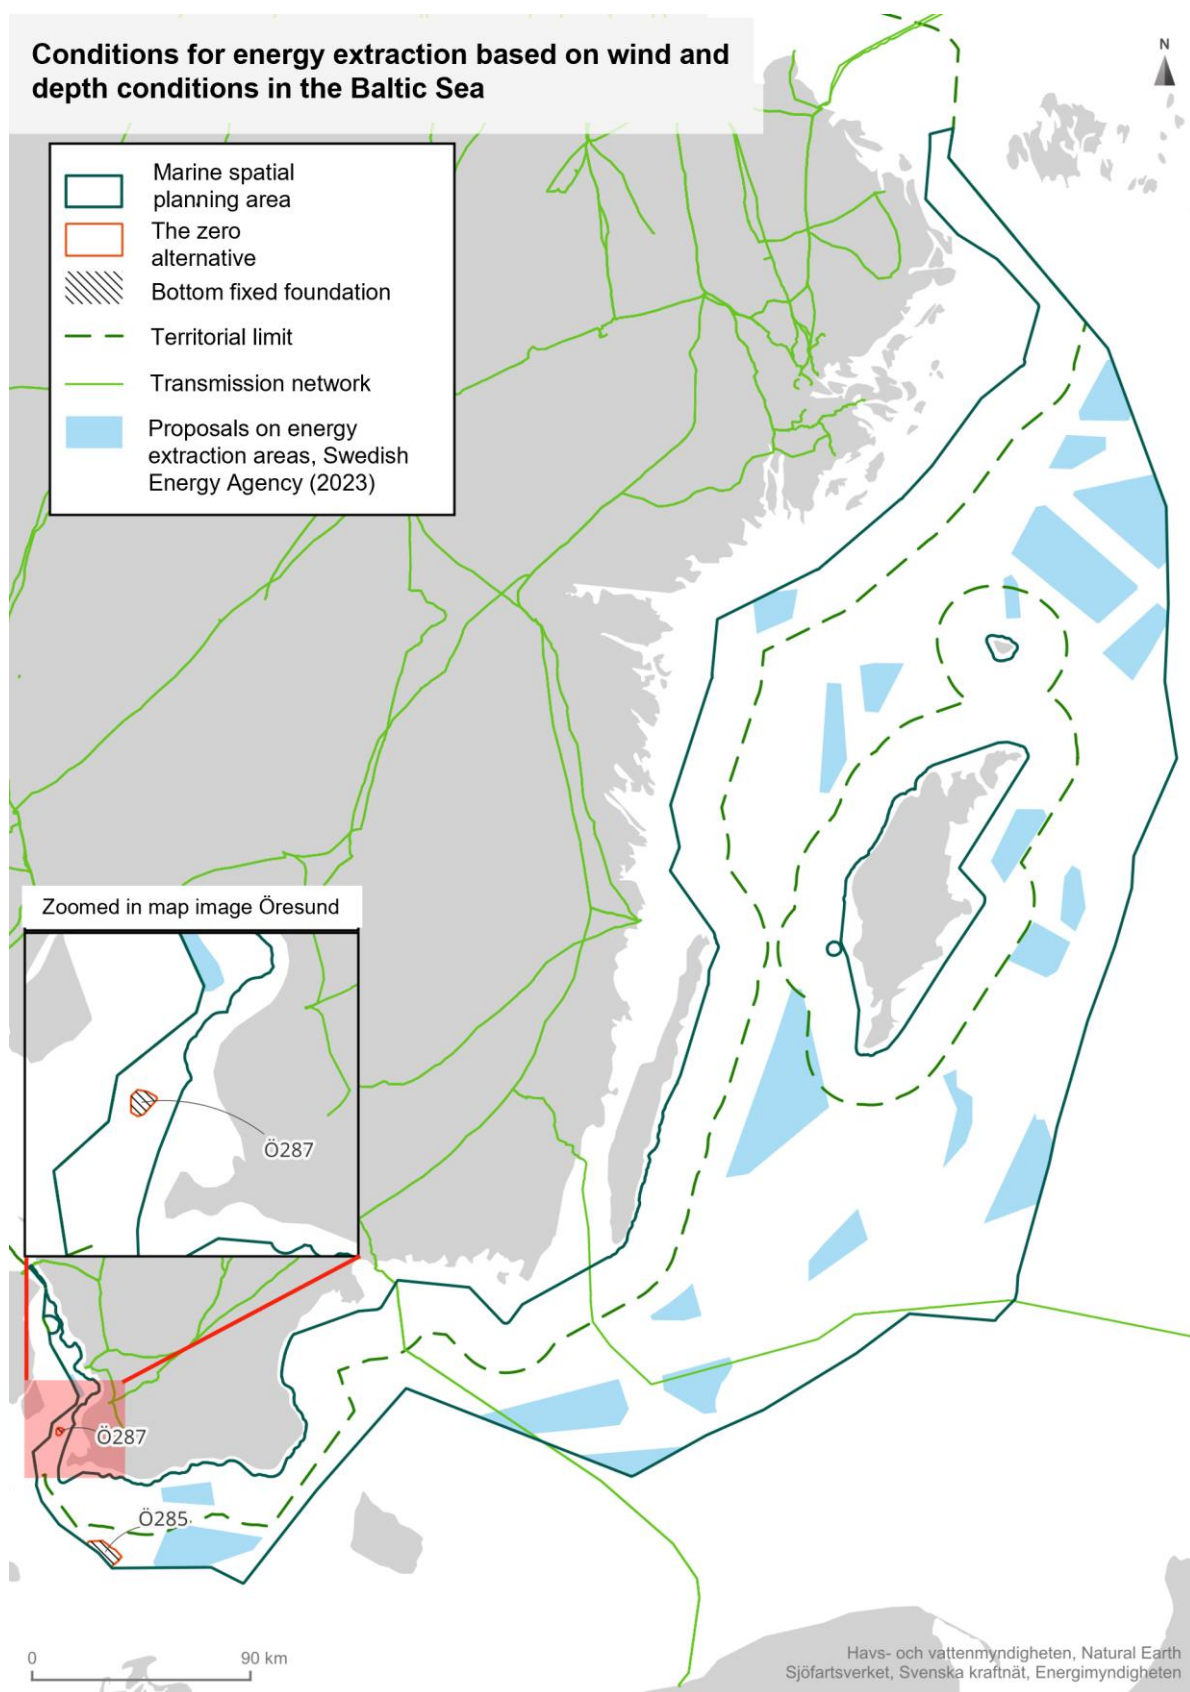 Conditions for energy extraction based on wind and
depth conditions in the Baltic Sea
N
Marine spatial
planning area
The zero
alternative
Bottom fixed foundation
Territorial limit
Transmission network
Proposals on energy
extraction areas, Swedish
Energy Agency (2023)
Zoomed in map image Öresund
Ö287
Ö287
Ö285
0
90 km
Havs- och vattenmyndigheten, Natural Earth
Sjöfartsverket, Svenska kraftnät, Energimyndigheten